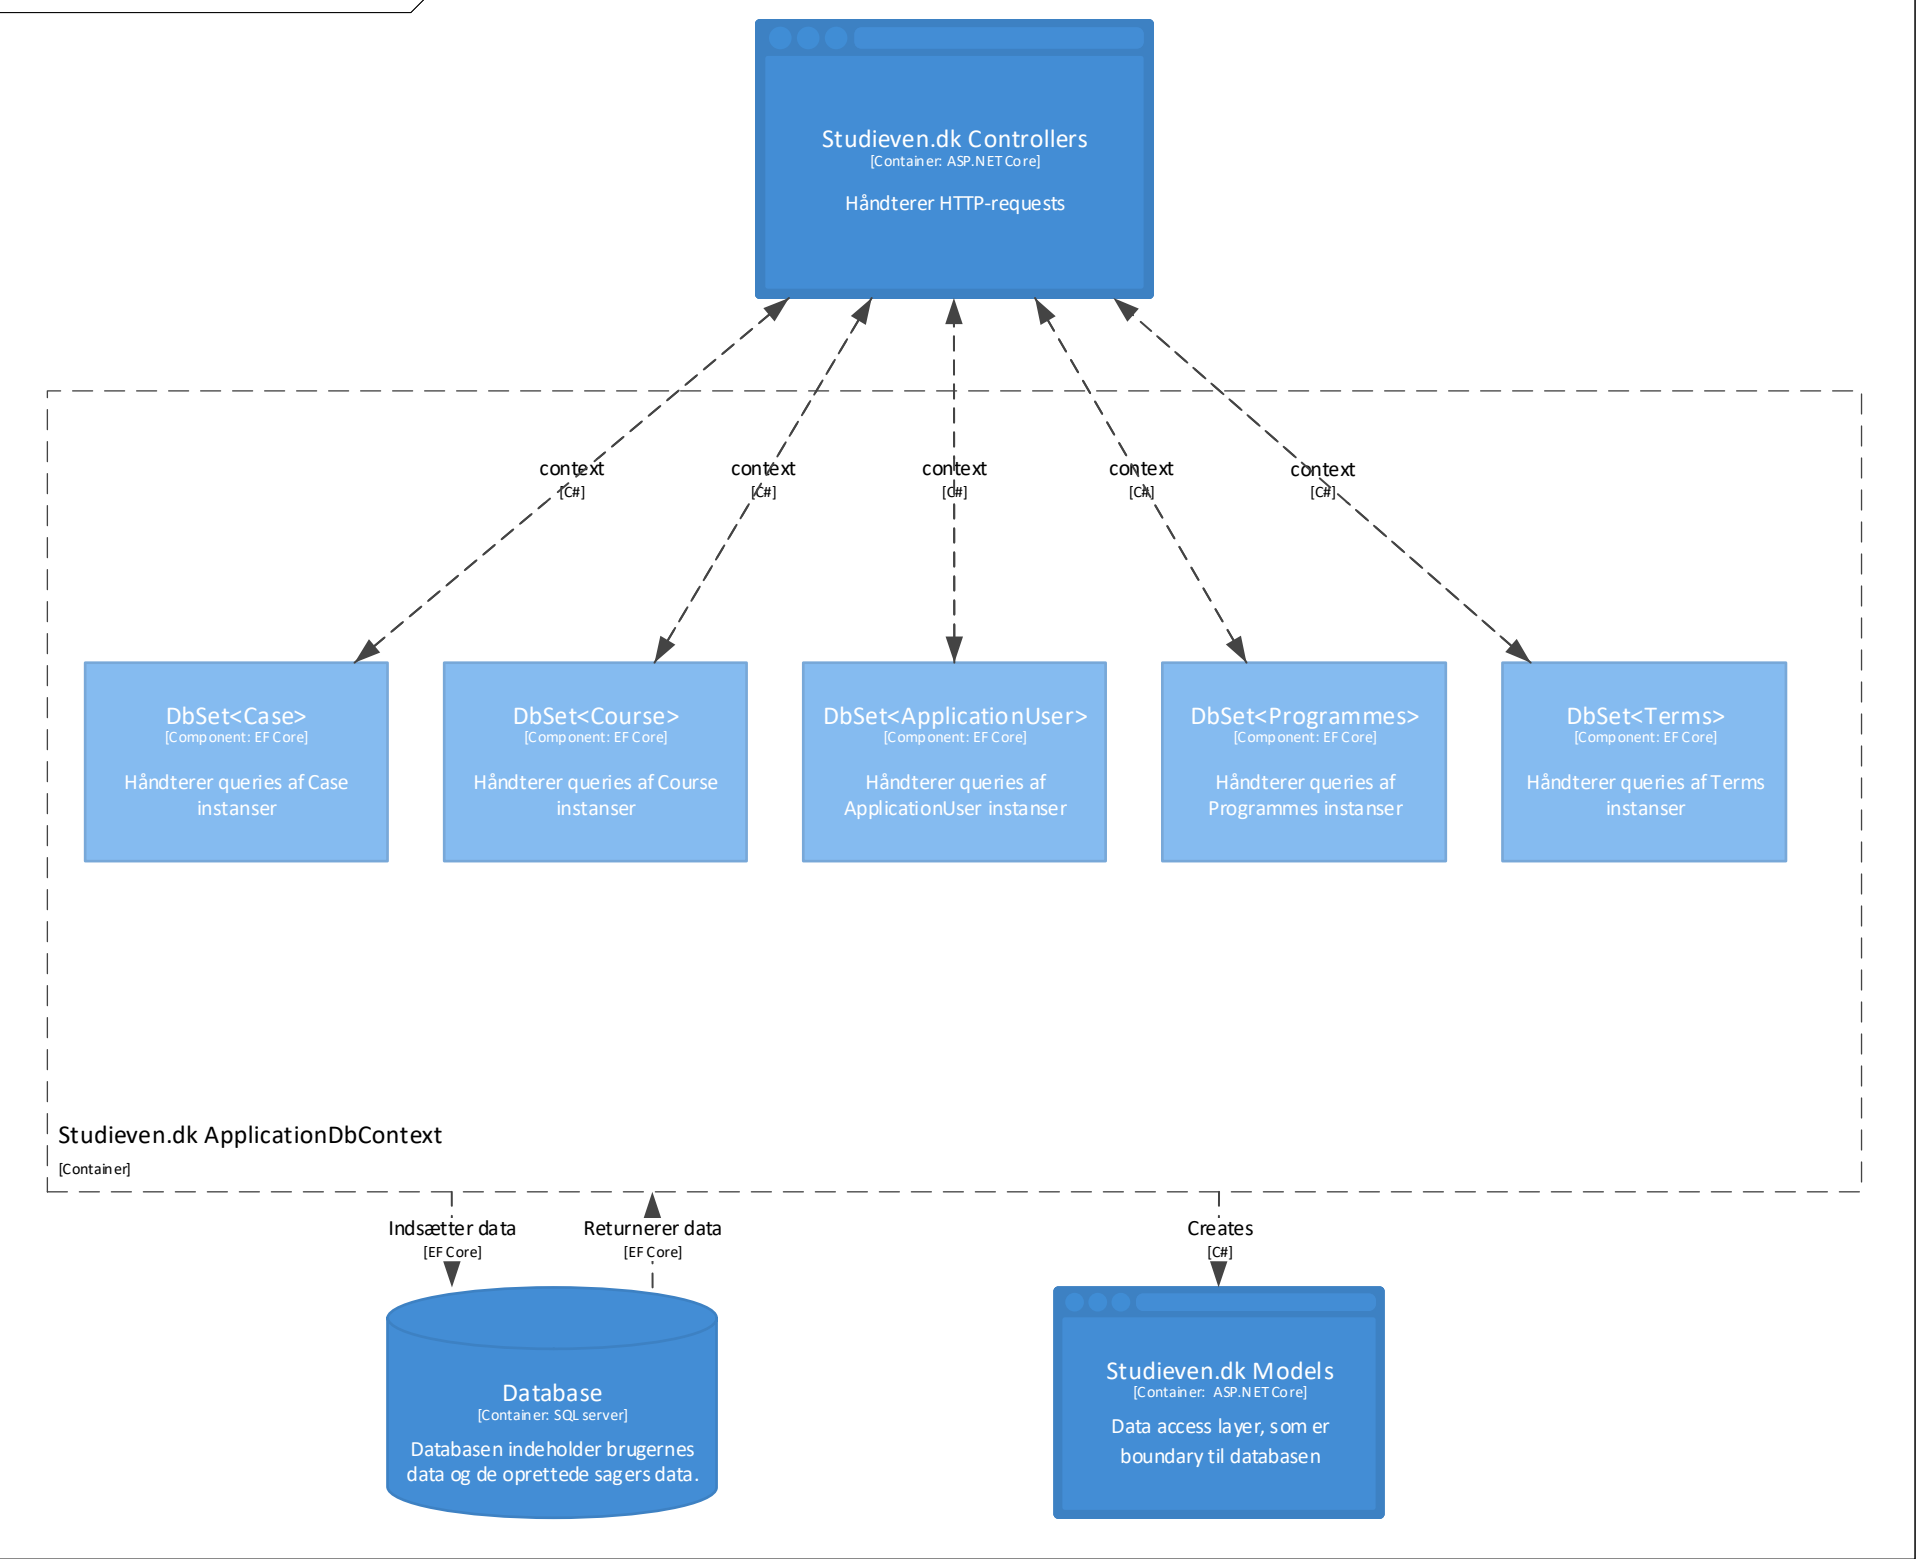 Studieven.dk Controllers
[Container: ASP.NET Core]
Håndterer HTTP-requests
context
[C#]
context
[C#]
context
[C#]
context
[C#]
context
[C#]
DbSet<Case>
[Component: EF Core]
Håndterer queries af Case
instanser
DbSet<Course>
[Component: EF Core]
Håndterer queries af Course
instanser
DbSet<ApplicationUser>
[Component: EF Core]
Håndterer queries af
ApplicationUser instanser
DbSet<Programmes>
[Component: EF Core]
Håndterer queries af
Programmes instanser
DbSet<Terms>
[Component: EF Core]
Håndterer queries af Terms
instanser
Studieven.dk ApplicationDbContext
[Container]
Indsætter data
[EF Core]
Returnerer data
[EF Core]
Creates
[C#]
Database
[Container: SQL server]
Databasen indeholder brugernes
data og de oprettede sagers data.
Studieven.dk Models
[Container: ASP.NET Core]
Data access layer, som er
boundary til databasen